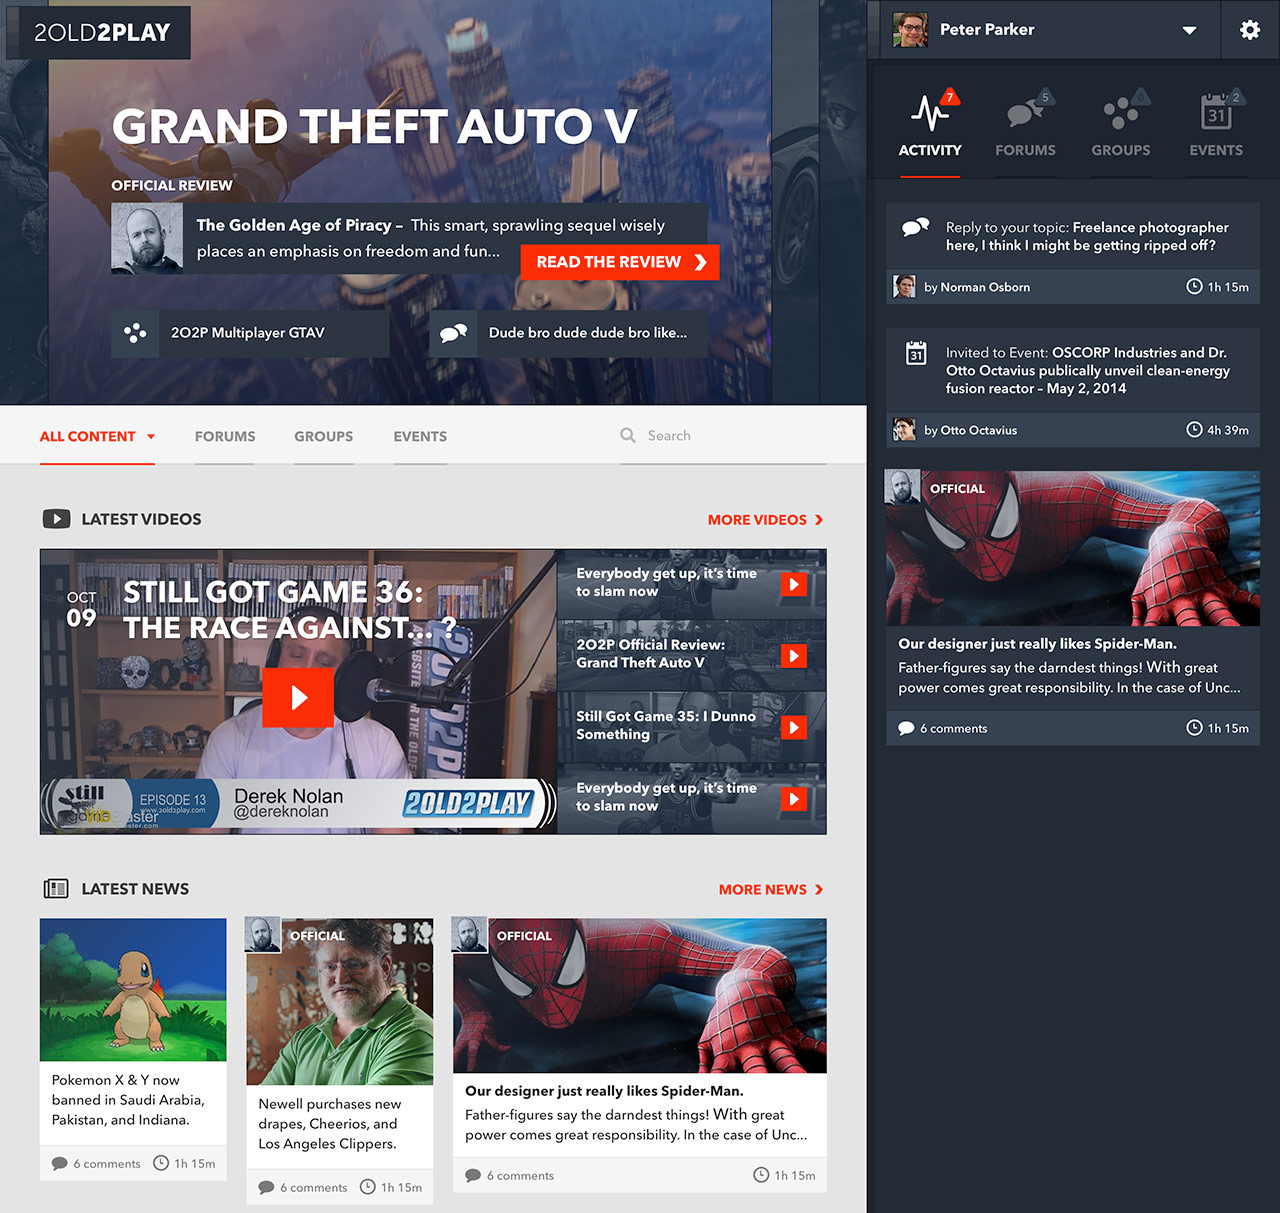 2OLD2PLAY
GRAND THEFT AUTO V
OFFICIAL REVIEW
The Golden Age of Piracy – This smart, sprawling sequel wisely
places an emphasis on freedom and fun...
READ THE REVIEW
2O2P Multiplayer GTAV
Dude bro dude dude bro like...
ALL CONTENT
FORUMS
GROUPS
EVENTS
Search
LATEST VIDEOS
MORE VIDEOS
OCT
09
STILL GOT GAME 36:
THE RACE AGAINST... ?
EPISODE 13
www.2old2play.com
Derek Nolan
@dereknolan
2OLD2PLAY
Still
game
2O2PLAY
Everybody get up, it's time
to slam now
2O2P Official Review:
Grand Theft Auto V
Still Got Game 35: I Dunno
Something
Everybody get up, it's time
to slam now
LATEST NEWS
MORE NEWS
Pokemon X & Y now
banned in Saudi Arabia,
Pakistan, and Indiana.
6 comments
1h 15m
OFFICIAL
Newell purchases new
drapes, Cheerios, and
Los Angeles Clippers.
6 comments
1h 15m
OFFICIAL
Our designer just really likes Spider-Man.
Father-figures say the darndest things! With great
power comes great responsibility. In the case of Unc...
6 comments
1h 15m
Peter Parker
7
ACTIVITY
5
FORUMS
0
GROUPS
31
2
EVENTS
Reply to your topic: Freelance photographer
here, I think I might be getting ripped off?
by Norman Osborn
1h 15m
31
Invited to Event: OSCORP Industries and Dr.
Otto Octavius publically unveil clean-energy
fusion reactor – May 2, 2014
by Otto Octavius
4h 39m
OFFICIAL
Our designer just really likes Spider-Man.
Father-figures say the darndest things! With great
power comes great responsibility. In the case of Unc...
6 comments
1h 15m